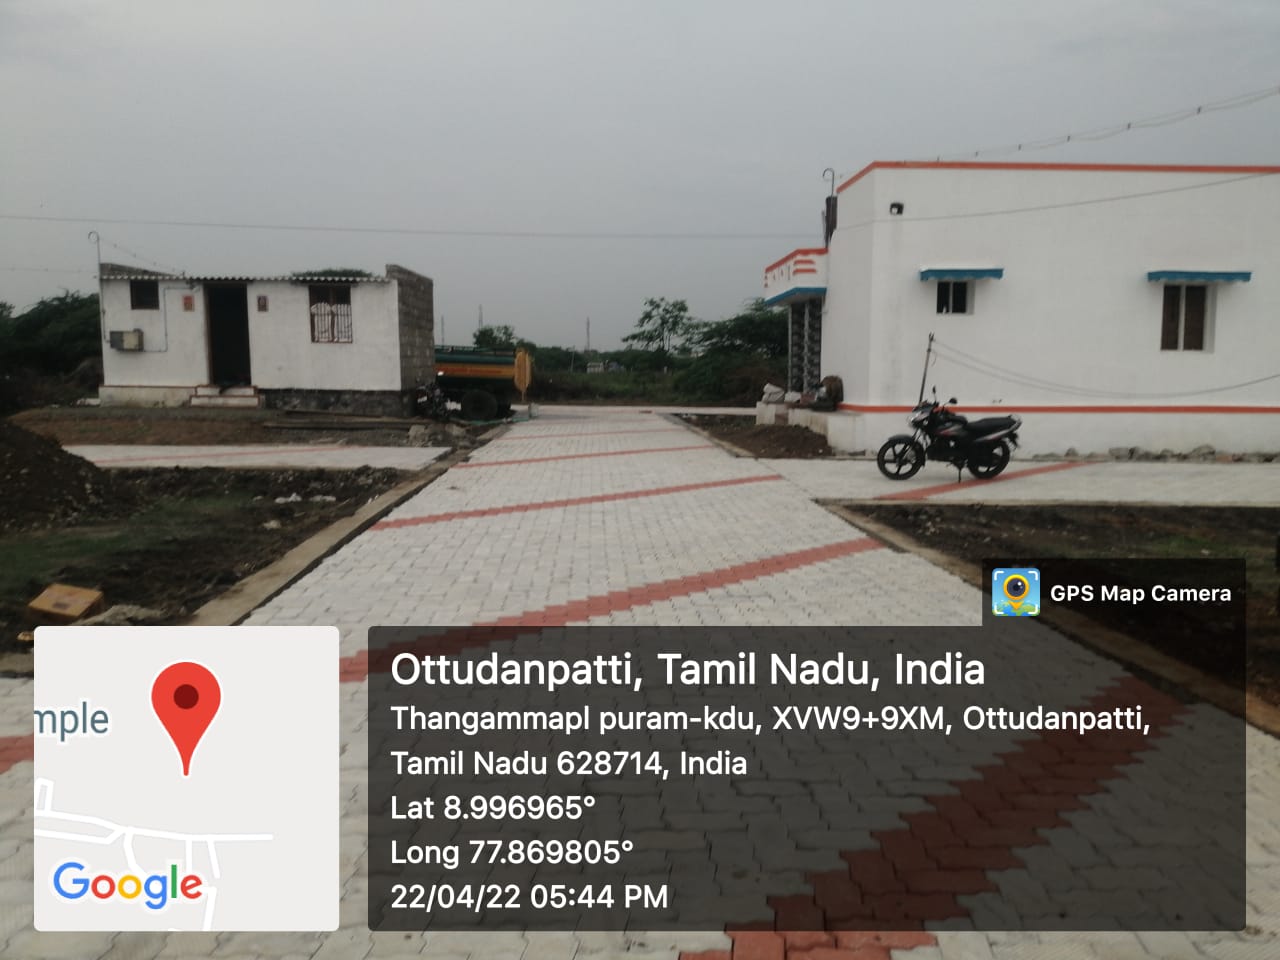 GPS Map Camera
mple
Google
Ottudanpatti, Tamil Nadu, India
Thangammapl puram-kdu, XVW9+9XM, Ottudanpatti,
Tamil Nadu 628714, India
Lat 8.996965°
Long 77.869805°
22/04/22 05:44 PM